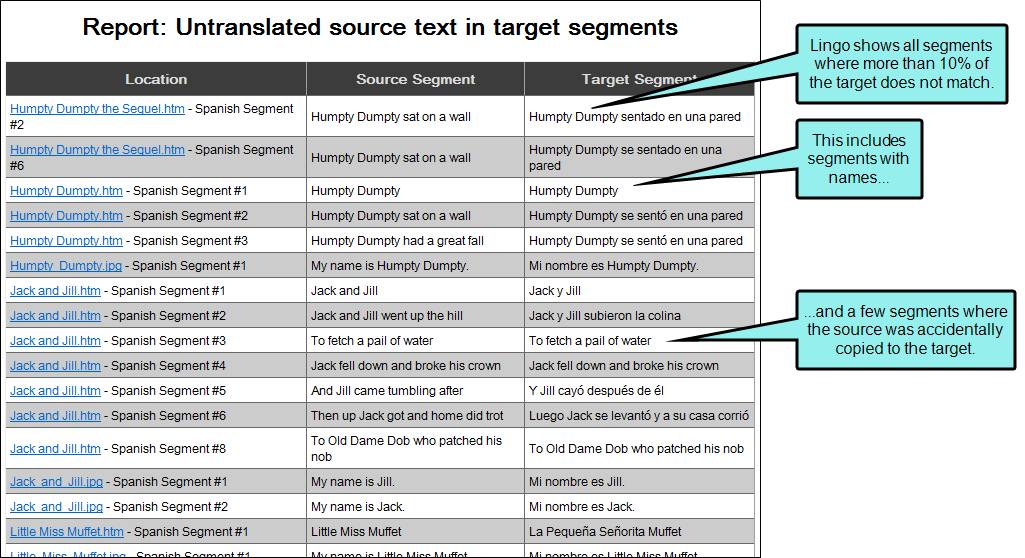 Report: Untranslated source text in target segments
Location Source Segment Target Segment
Humpty Dumpty the Sequel.htm - Spanish Segment #2 Humpty Dumpty sat on a wall Humpty Dumpty sentado en una pared
Humpty Dumpty the Sequel.htm - Spanish Segment #6 Humpty Dumpty sat on a wall Humpty Dumpty se sentado en una pared
Humpty Dumpty.htm - Spanish Segment #1 Humpty Dumpty Humpty Dumpty
Humpty Dumpty.htm - Spanish Segment #2 Humpty Dumpty sat on a wall Humpty Dumpty se sentó en una pared
Humpty Dumpty.htm - Spanish Segment #3 Humpty Dumpty had a great fall Humpty Dumpty se sentó en una pared
Humpty_Dumpty.jpg - Spanish Segment #1 My name is Humpty Dumpty. Mi nombre es Humpty Dumpty.
Jack and Jill.htm - Spanish Segment #1 Jack and Jill Jack y Jill
Jack and Jill.htm - Spanish Segment #2 Jack and Jill went up the hill Jack y Jill subieron la colina
Jack and Jill.htm - Spanish Segment #3 To fetch a pail of water To fetch a pail of water
Jack and Jill.htm - Spanish Segment #4 Jack fell down and broke his crown Jack fell down and broke his crown
Jack and Jill.htm - Spanish Segment #5 And Jill came tumbling after Y Jill cayó después de él
Jack and Jill.htm - Spanish Segment #6 Then up Jack got and home did trot Luego Jack se levantó y a su casa corrió
Jack and Jill.htm - Spanish Segment #8 To Old Dame Dob who patched his nob To Old Dame Dob who patched his nob
Jack_and_Jill.jpg - Spanish Segment #1 My name is Jill. Mi nombre es Jill.
Jack_and_Jill.jpg - Spanish Segment #2 My name is Jack. Mi nombre es Jack.
Little Miss Muffet.htm - Spanish Segment #1 Little Miss Muffet La Pequeña Señorita Muffet
Little_Miss_Muffet.jpg - Spanish Segment #1 My name is Little Miss Muffet. Mi nombre es Little Miss Muffet.
Lingo shows all segments
where more than 10% of
the target does not match.
This includes
segments with
names...
...and a few segments where
the source was accidentally
copied to the target.